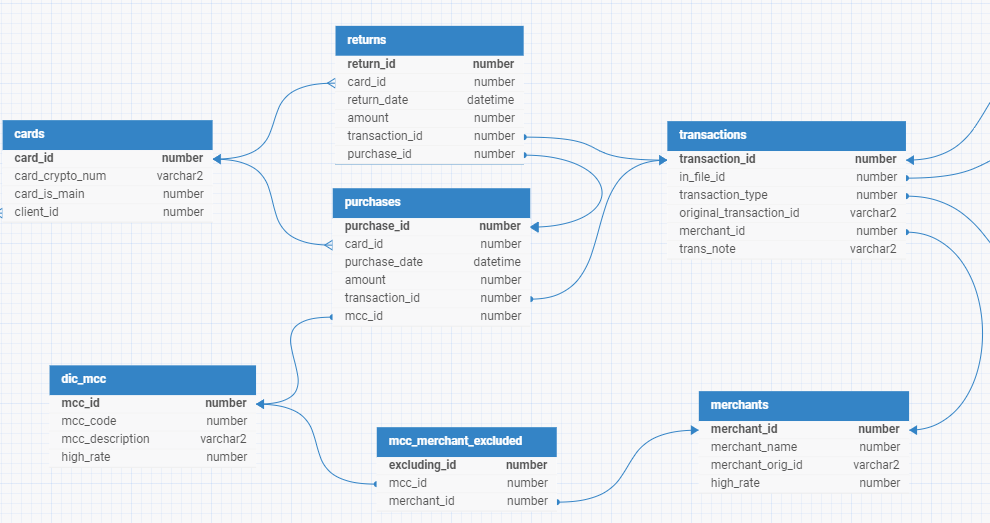 returns
return_id number
card_id number
return_date datetime
amount number
transaction_id number
purchase_id number
cards
card_id number
card_crypto_num varchar2
card_is_main number
client_id number
transactions
transaction_id number
in_file_id number
transaction_type number
original_transaction_id varchar2
merchant_id number
trans_note varchar2
purchases
purchase_id number
card_id number
purchase_date datetime
amount number
transaction_id number
mcc_id number
dic_mcc
mcc_id number
mcc_code number
mcc_description varchar2
high_rate number
mcc_merchant_excluded
excluding_id number
mcc_id number
merchant_id number
merchants
merchant_id number
merchant_name number
merchant_orig_id varchar2
high_rate number